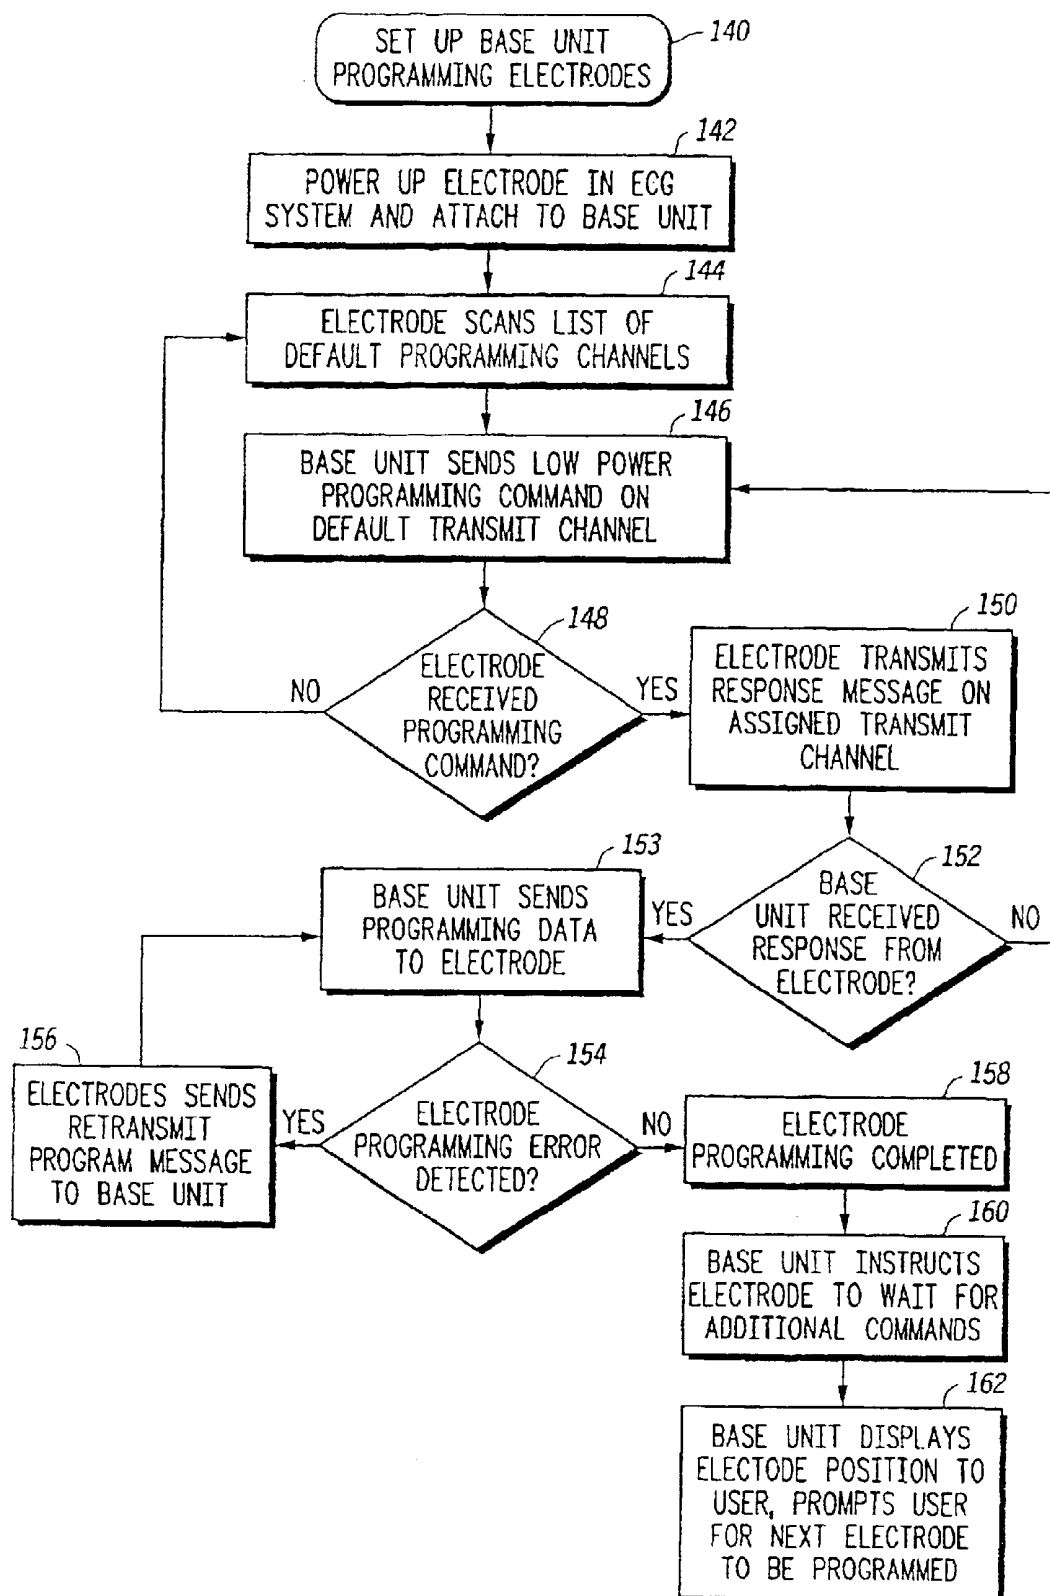 140
SET UP BASE UNIT
PROGRAMMING ELECTRODES
142
POWER UP ELECTRODE IN ECG
SYSTEM AND ATTACH TO BASE UNIT
144
ELECTRODE SCANS LIST OF
DEFAULT PROGRAMMING CHANNELS
146
BASE UNIT SENDS LOW POWER
PROGRAMMING COMMAND ON
DEFAULT TRANSMIT CHANNEL
148
ELECTRODE
RECEIVED
PROGRAMMING
COMMAND?
NO
YES
150
ELECTRODE TRANSMITS
RESPONSE MESSAGE ON
ASSIGNED TRANSMIT
CHANNEL
152
BASE
UNIT RECEIVED
RESPONSE FROM
ELECTRODE?
YES
NO
153
BASE UNIT SENDS
PROGRAMMING DATA
TO ELECTRODE
154
ELECTRODE
PROGRAMMING ERROR
DETECTED?
YES
NO
156
ELECTRODES SENDS
RETRANSMIT
PROGRAM MESSAGE
TO BASE UNIT
158
ELECTRODE
PROGRAMMING COMPLETED
160
BASE UNIT INSTRUCTS
ELECTRODE TO WAIT FOR
ADDITIONAL COMMANDS
162
BASE UNIT DISPLAYS
ELECTODE POSITION TO
USER, PROMPTS USER
FOR NEXT ELECTRODE
TO BE PROGRAMMED